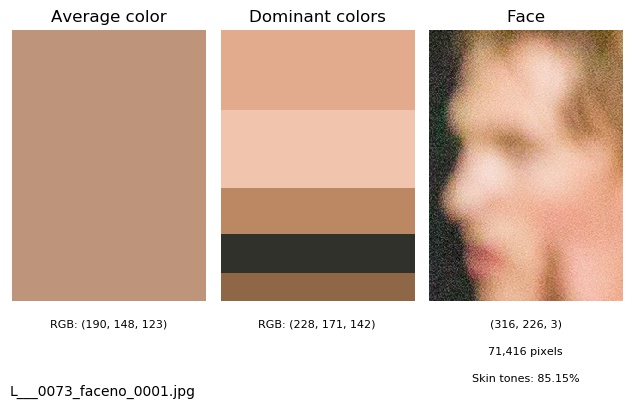 Average color
Dominant colors
Face
RGB: (190, 148, 123)
RGB: (228, 171, 142)
(316, 226, 3)
71,416 pixels
Skin tones: 85.15%
L___0073_faceno_0001.jpg